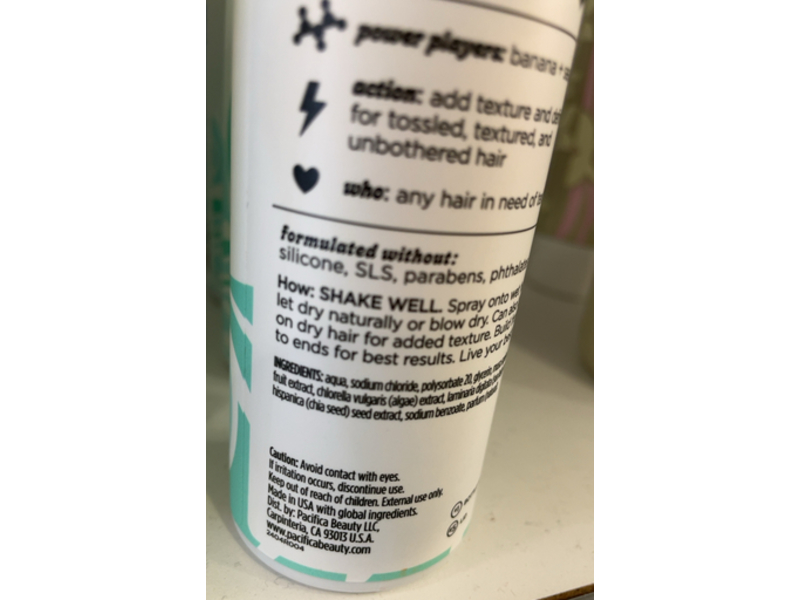 power players: banana +
action: add texture and
for tossled, textured, and
unbothered hair
who: any hair in need of
formulated without:
silicone, SLS, parabens,
How: SHAKE WELL. Spray onto
let dry naturally or blow dry. Can
on dry hair for added texture.
to ends for best results. Live your
INGREDIENTS: aqua, sodium chloride, polysorbate 20, glycerin,
fruit extract, chlorella vulgaris (algae) extract, laminaria digitata
hispanica (chia seed) seed extract, sodium benzoate, parfum
Caution: Avoid contact with eyes.
If irritation occurs, discontinue use.
Keep out of reach of children. External use only.
Made in USA with global ingredients.
Dist. by: Pacifica Beauty LLC,
Carpinteria, CA 93013 U.S.A.
www.pacificabeauty.com